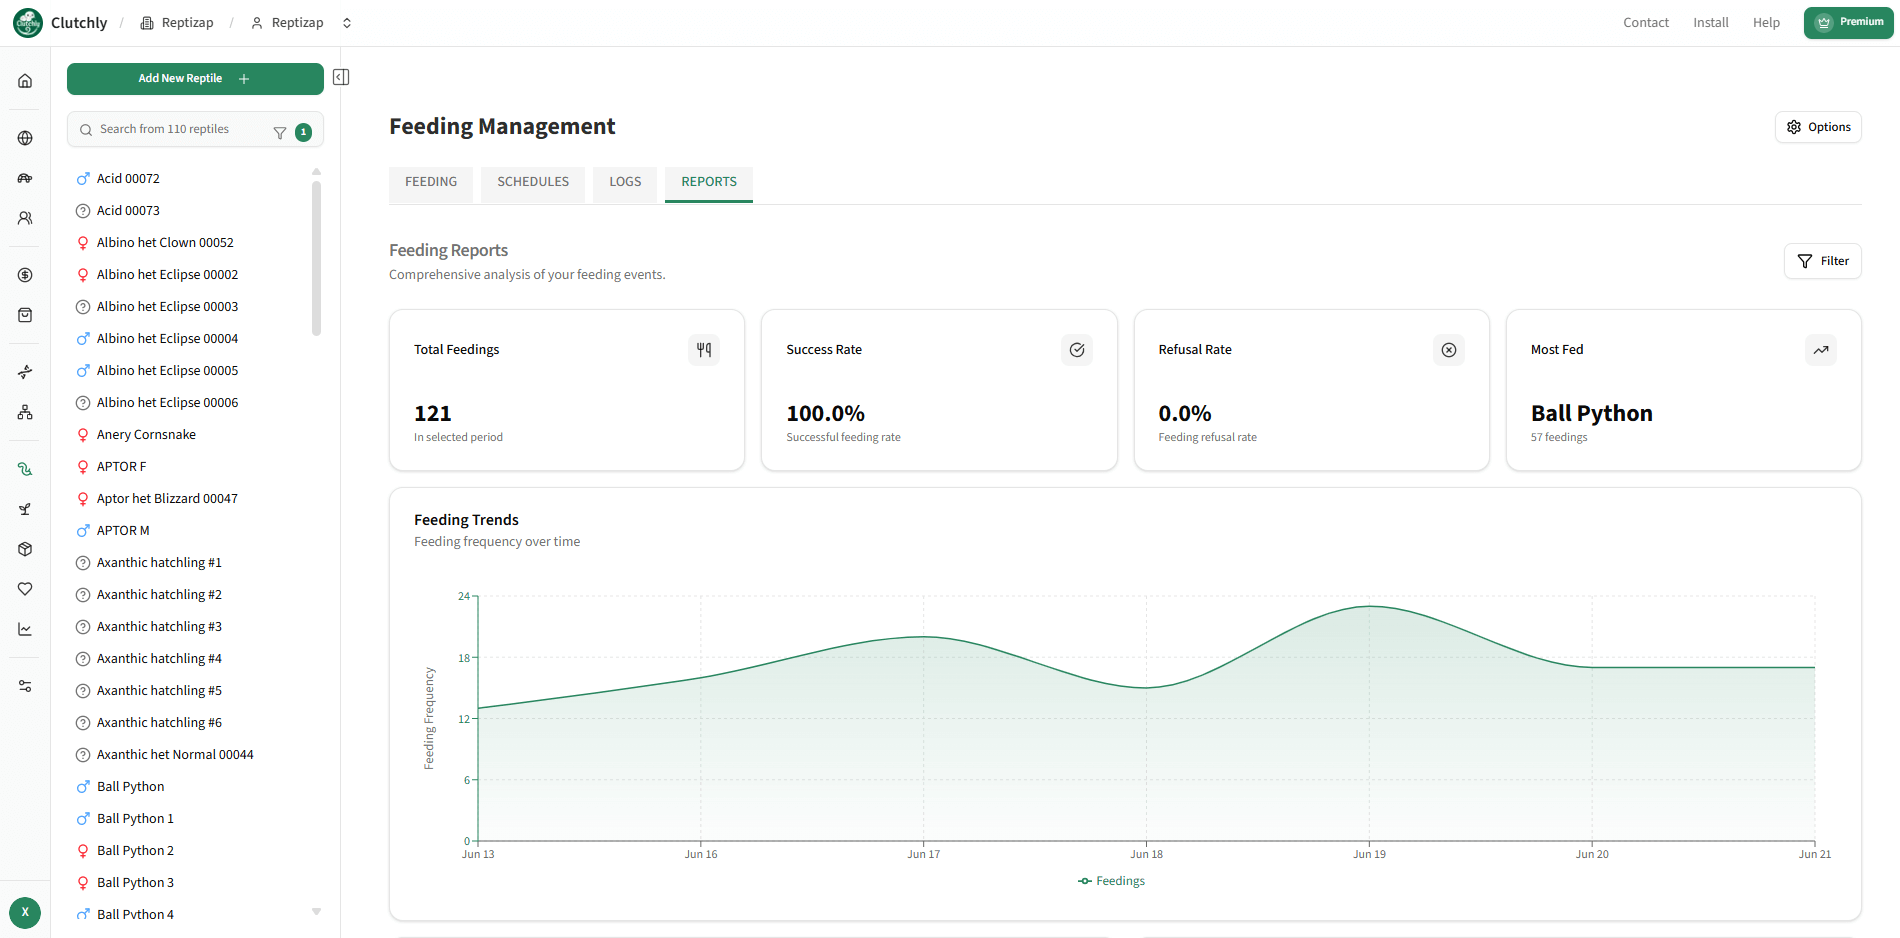 Clutchly / Reptizap / Reptizap
Contact Install Help Premium
Add New Reptile
Search from 110 reptiles 1
Acid 00072
Acid 00073
Albino het Clown 00052
Albino het Eclipse 00002
Albino het Eclipse 00003
Albino het Eclipse 00004
Albino het Eclipse 00005
Albino het Eclipse 00006
Anery Cornsnake
APTOR F
Aptor het Blizzard 00047
APTOR M
Axanthic hatchling #1
Axanthic hatchling #2
Axanthic hatchling #3
Axanthic hatchling #4
Axanthic hatchling #5
Axanthic hatchling #6
Axanthic het Normal 00044
Ball Python
Ball Python 1
Ball Python 2
Ball Python 3
Ball Python 4
X
Feeding Management
Options
FEEDING SCHEDULES LOGS REPORTS
Feeding Reports
Comprehensive analysis of your feeding events.
Filter
Total Feedings
121
In selected period
Success Rate
100.0%
Successful feeding rate
Refusal Rate
0.0%
Feeding refusal rate
Most Fed
Ball Python
57 feedings
Feeding Trends
Feeding frequency over time
Feeding Frequency
24
18
12
6
0
Jun 13 Jun 16 Jun 17 Jun 18 Jun 19 Jun 20 Jun 21
Feedings